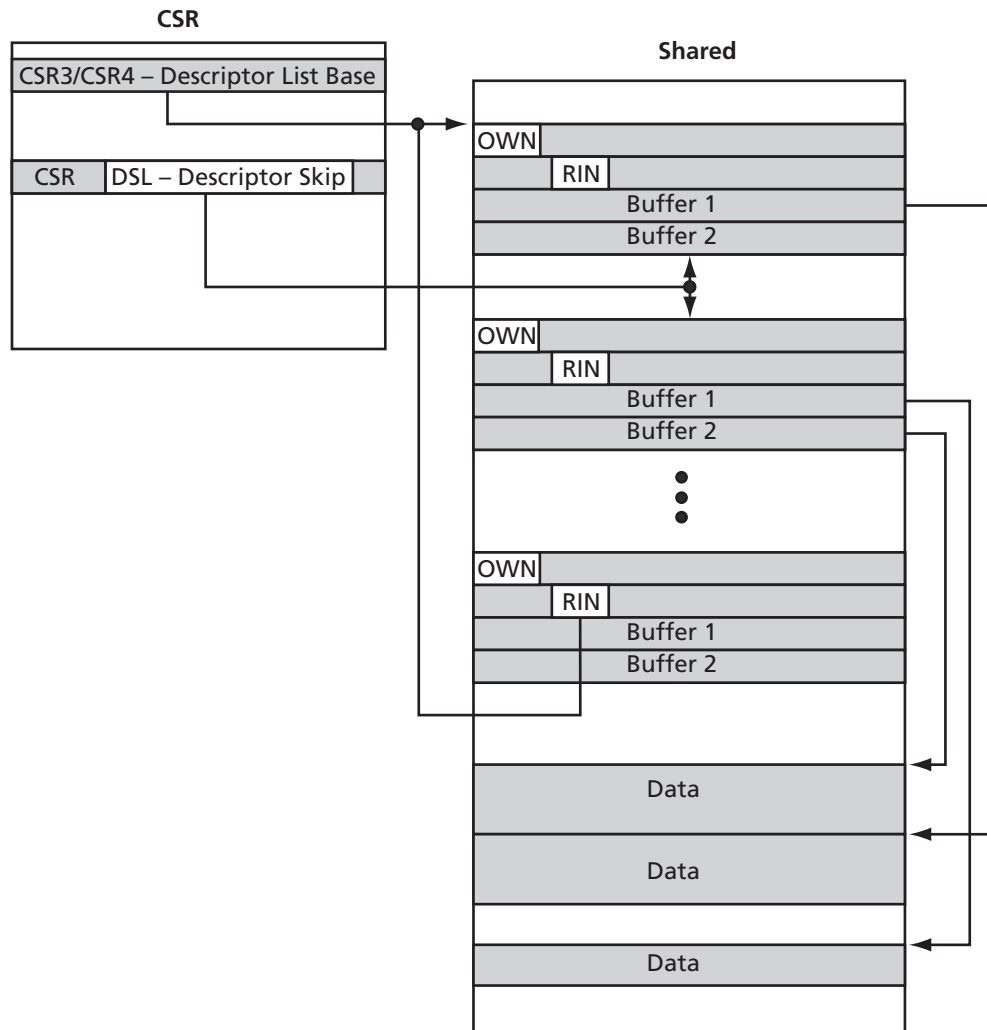 CSR
CSR3/CSR4 – Descriptor List Base
CSR DSL – Descriptor Skip
Shared
OWN
RIN
Buffer 1
Buffer 2
OWN
RIN
Buffer 1
Buffer 2
OWN
RIN
Buffer 1
Buffer 2
Data
Data
Data